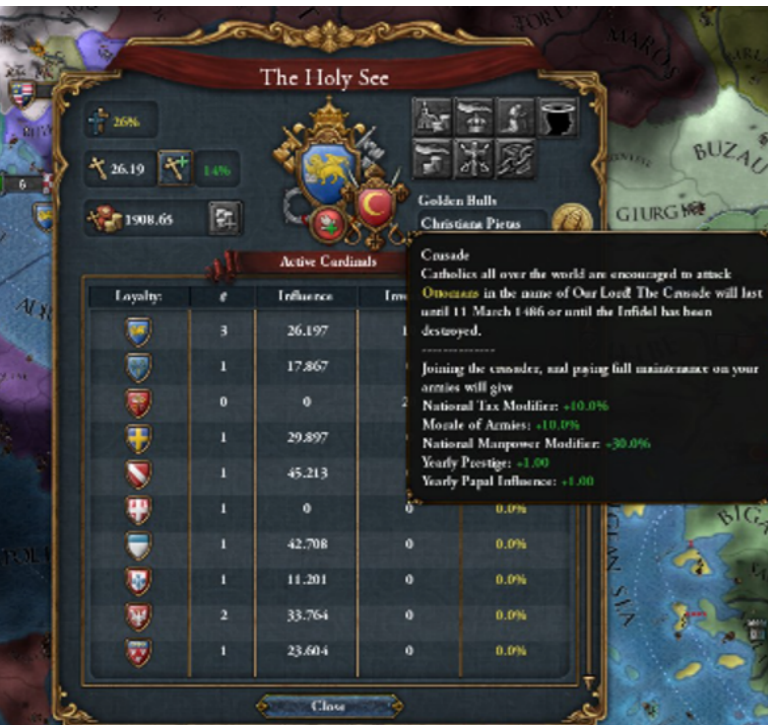 The Holy See
26%
26.19
14%
1908.65
Golden Bulls
Christiana Pietas
Active Cardinals
Loyalty: # Influence
3 26.197
1 17.867
0 0
1 29.897
1 45.213
1 0 0 0.0%
1 42.708 0 0.0%
1 11.201 0 0.0%
2 33.764 0 0.0%
1 23.604 0 0.0%
Close
Crusade
Catholics all over the world are encouraged to attack
Ottomans in the name of Our Lord! The Crusade will last
until 11 March 1486 or until the Infidel has been
destroyed.
--------------
Joining the crusader, and paying full maintenance on your
armies will give
National Tax Modifier: +10.0%
Morale of Armies: +10.0%
National Manpower Modifier: +30.0%
Yearly Prestige: +1.00
Yearly Papal Influence: +1.00
MAROS
BUZAU
GIURGIU
6